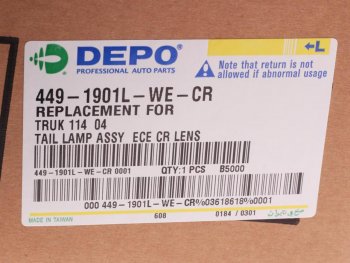 DEPO®
PROFESSIONAL AUTO PARTS
←L
Note that return is not
allowed if abnormal usage
449-1901L-WE-CR
REPLACEMENT FOR
TRUK 114 04
TAIL LAMP ASSY ECE CR LENS
449-1901L-WE-CR 0001 QTY:1 PCS B5000
000 449-1901L-WE-CR%03618618%0001
MADE IN TAIWAN 608 0184 / 0301